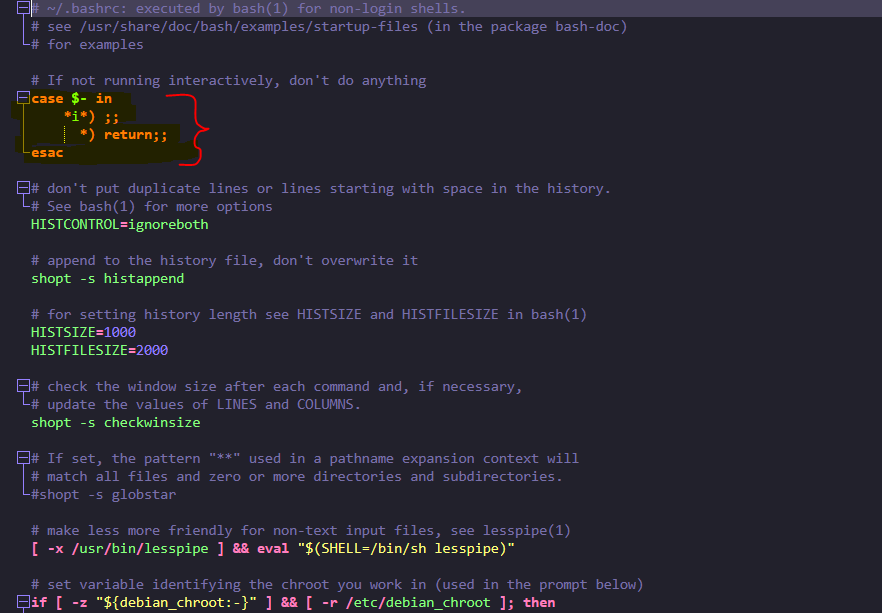 # ~/.bashrc: executed by bash(1) for non-login shells.
# see /usr/share/doc/bash/examples/startup-files (in the package bash-doc)
# for examples
# If not running interactively, don't do anything
case $- in
*i*) ;;
*) return;;
esac
# don't put duplicate lines or lines starting with space in the history.
# See bash(1) for more options
HISTCONTROL=ignoreboth
# append to the history file, don't overwrite it
shopt -s histappend
# for setting history length see HISTSIZE and HISTFILESIZE in bash(1)
HISTSIZE=1000
HISTFILESIZE=2000
# check the window size after each command and, if necessary,
# update the values of LINES and COLUMNS.
shopt -s checkwinsize
# If set, the pattern "**" used in a pathname expansion context will
# match all files and zero or more directories and subdirectories.
#shopt -s globstar
# make less more friendly for non-text input files, see lesspipe(1)
[ -x /usr/bin/lesspipe ] && eval "$(SHELL=/bin/sh lesspipe)"
# set variable identifying the chroot you work in (used in the prompt below)
if [ -z "${debian_chroot:-}" ] && [ -r /etc/debian_chroot ]; then